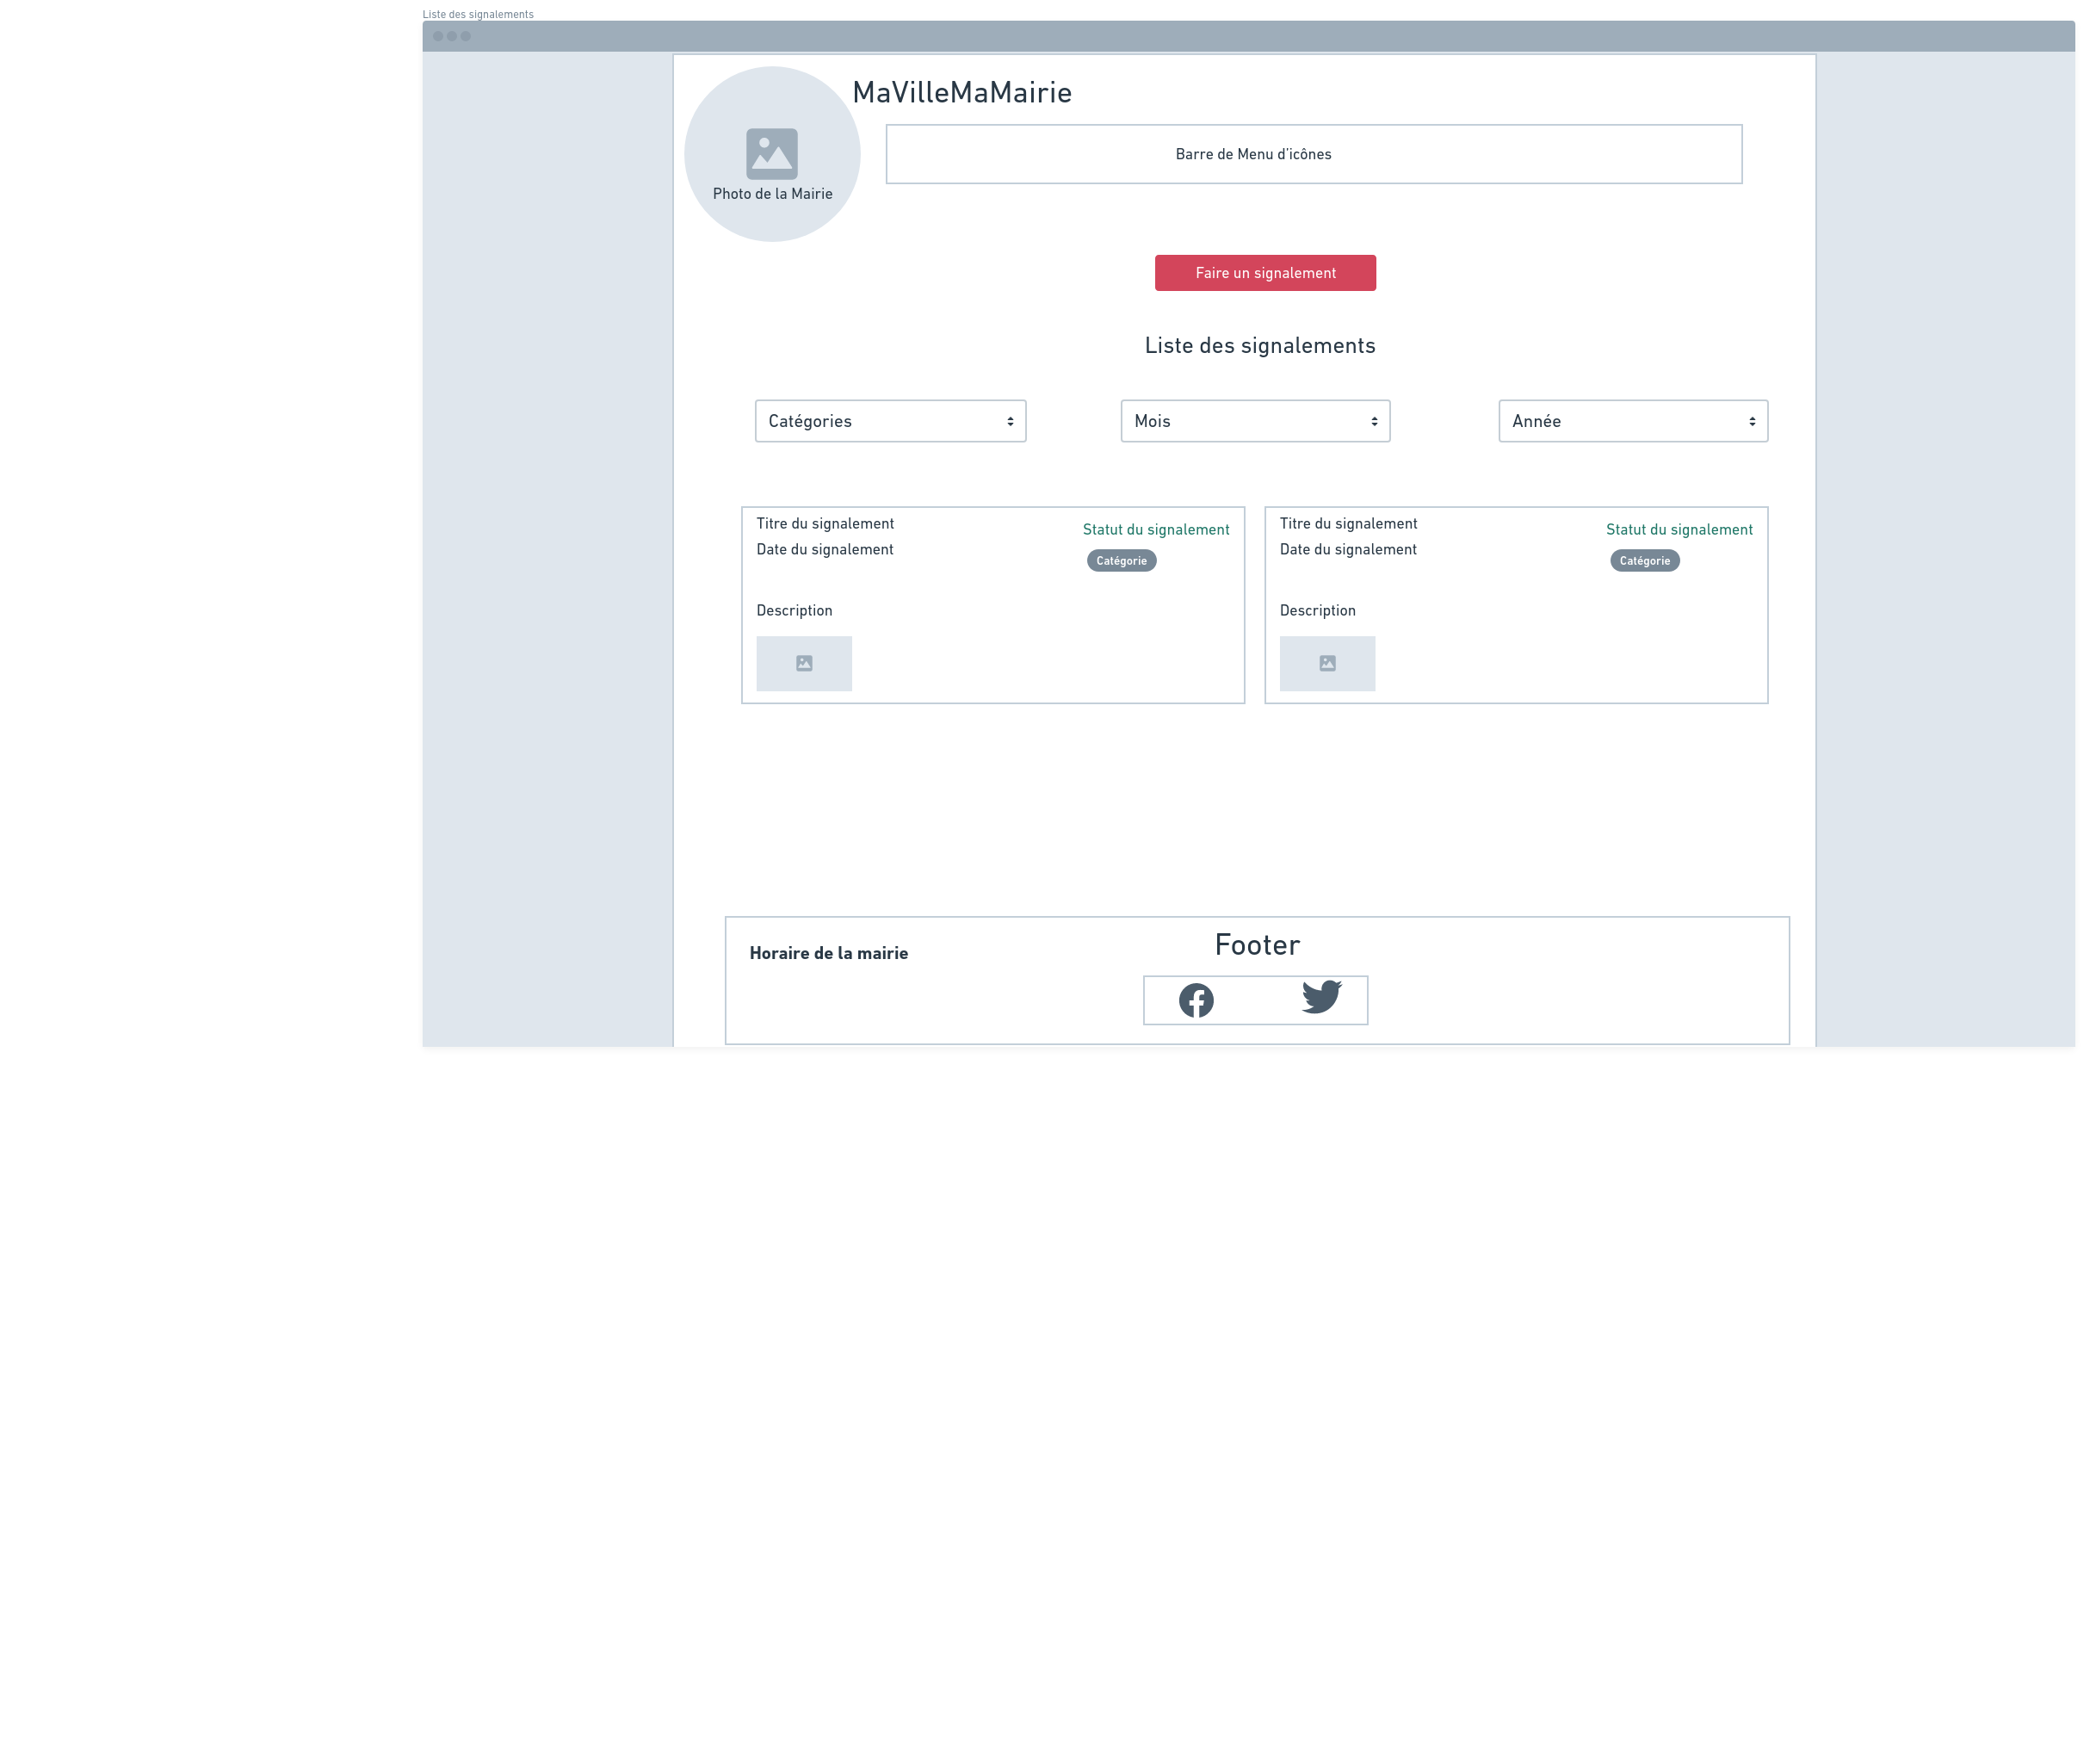 Liste des signalements
MaVilleMaMairie
Barre de Menu d'icônes
Photo de la Mairie
Faire un signalement
Liste des signalements
Catégories
Mois
Année
Titre du signalement
Statut du signalement
Date du signalement
Catégorie
Description
Titre du signalement
Statut du signalement
Date du signalement
Catégorie
Description
Footer
Horaire de la mairie